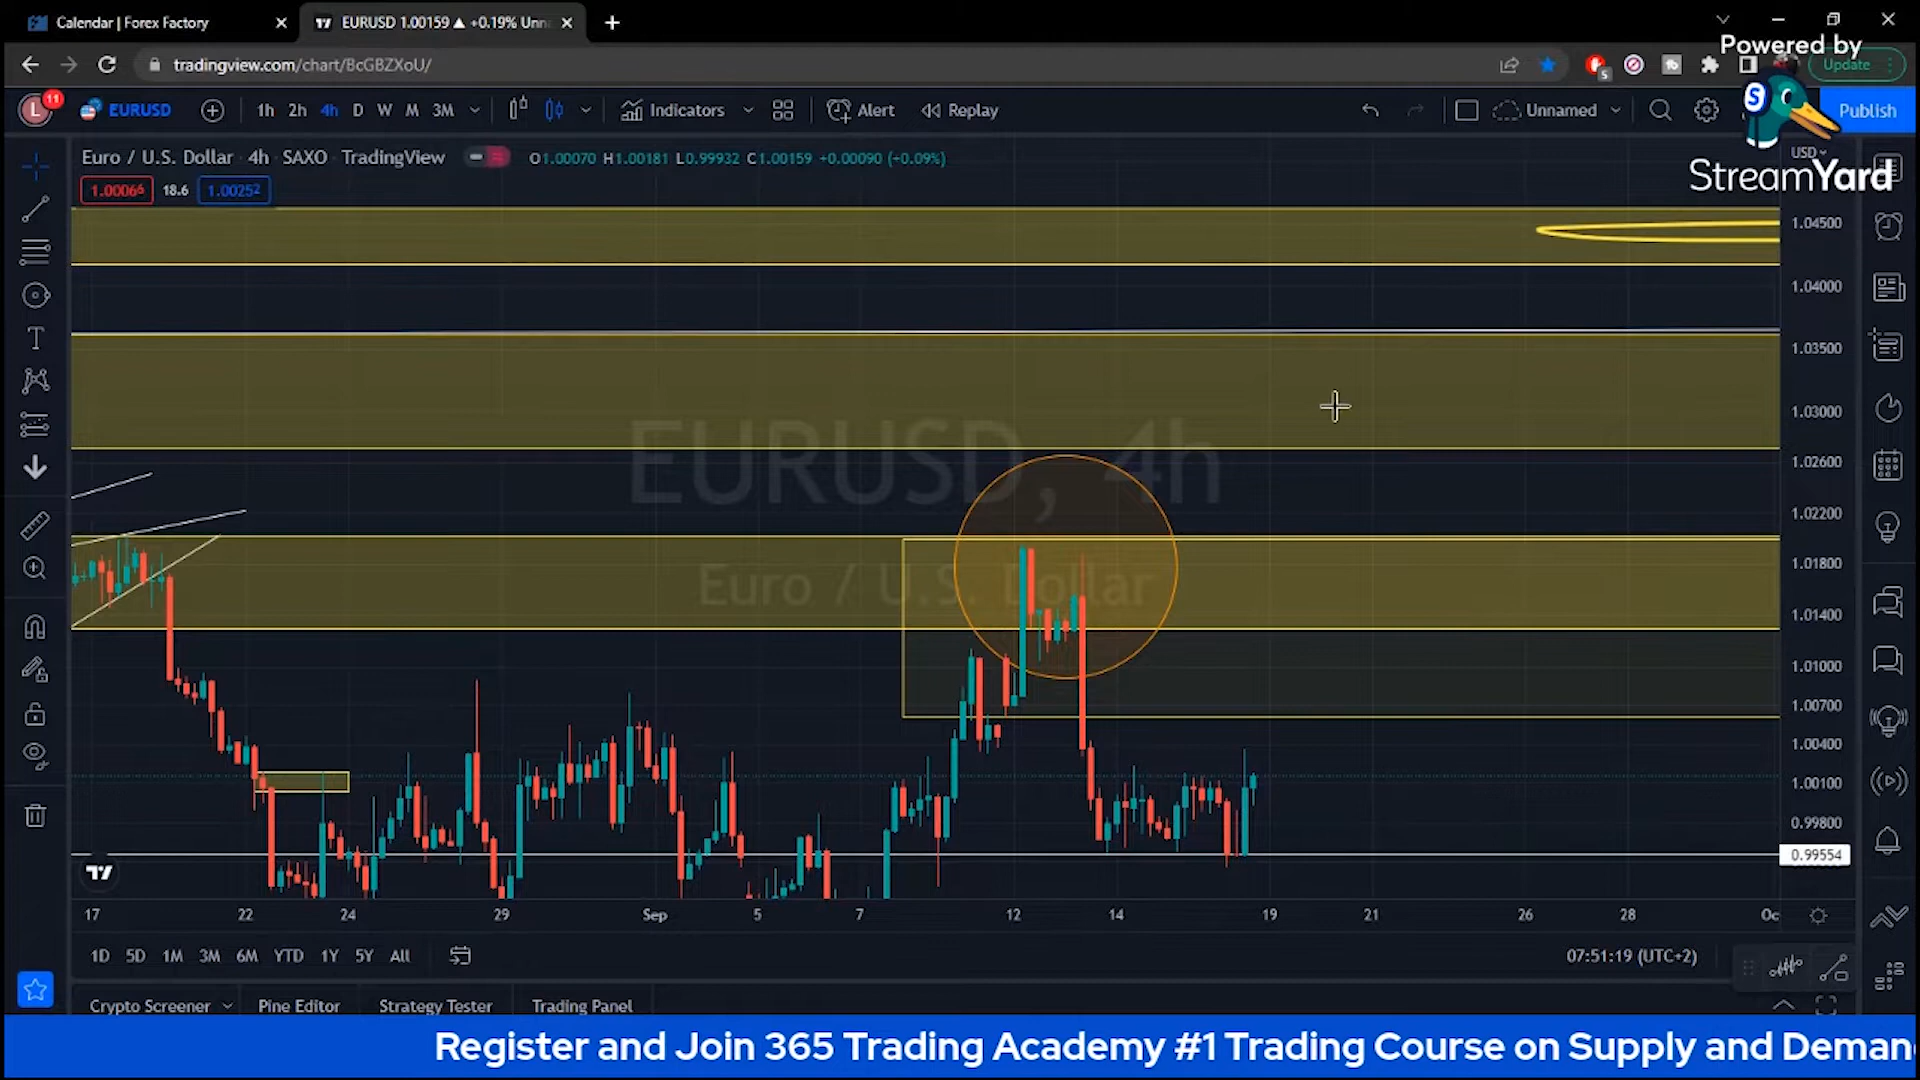 Calendar | Forex Factory
EURUSD 1.00159 ▲ +0.19% Unn
tradingview.com/chart/BcGBZXoU/
Update
Powered by
StreamYard
L 11 EURUSD 1h 2h 4h D W M 3M Indicators Alert Replay Unnamed Publish
Euro / U.S. Dollar · 4h · SAXO · TradingView O1.00070 H1.00181 L0.99932 C1.00159 +0.00090 (+0.09%)
1.00066 18.6 1.00252
USD
1.04500
1.04000
1.03500
1.03000
1.02600
1.02200
1.01800
1.01400
1.01000
1.00700
1.00400
1.00100
0.99800
0.99554
EURUSD, 4h
Euro / U.S. Dollar
17 22 24 29 Sep 5 7 12 14 19 21 26 28 Oc
1D 5D 1M 3M 6M YTD 1Y 5Y All
07:51:19 (UTC+2)
Crypto Screener Pine Editor Strategy Tester Trading Panel
Register and Join 365 Trading Academy #1 Trading Course on Supply and Deman